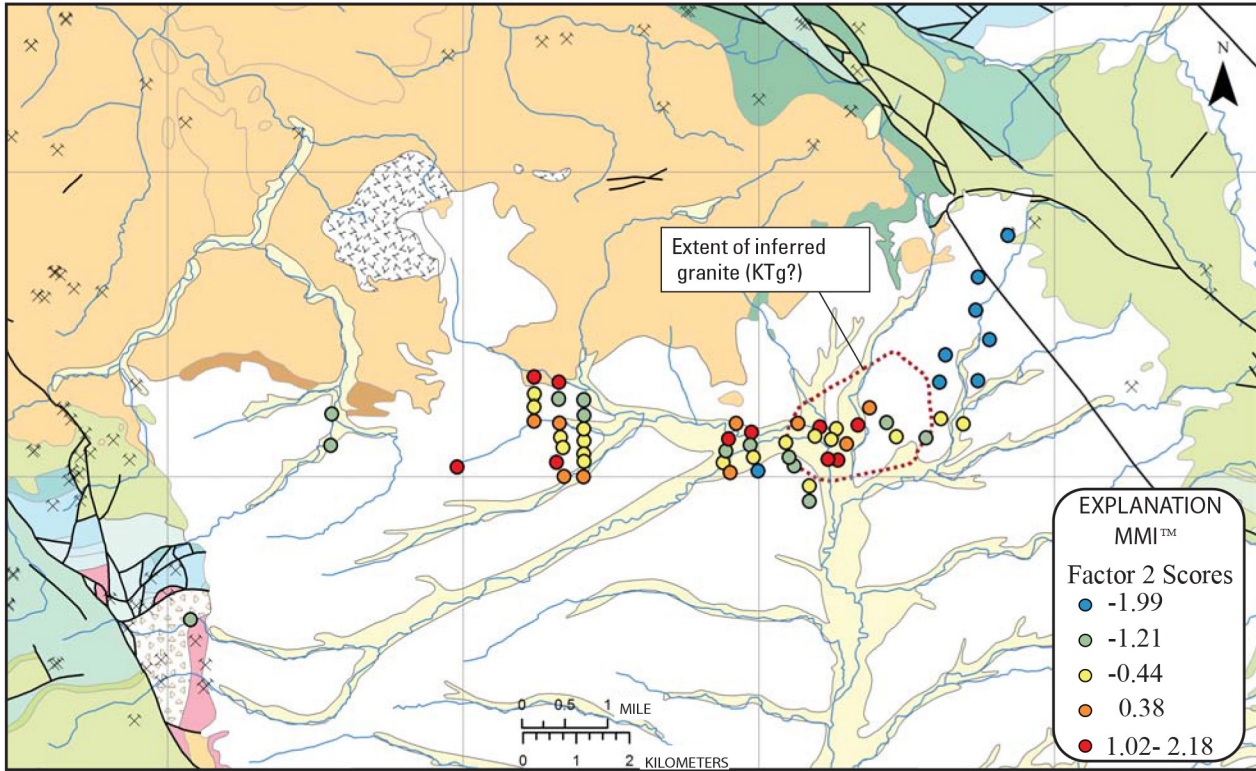 N
Extent of inferred
granite (KTg?)
EXPLANATION
MMI™
Factor 2 Scores
-1.99
-1.21
-0.44
0.38
1.02- 2.18
0 0.5 1 MILE
0 1 2 KILOMETERS